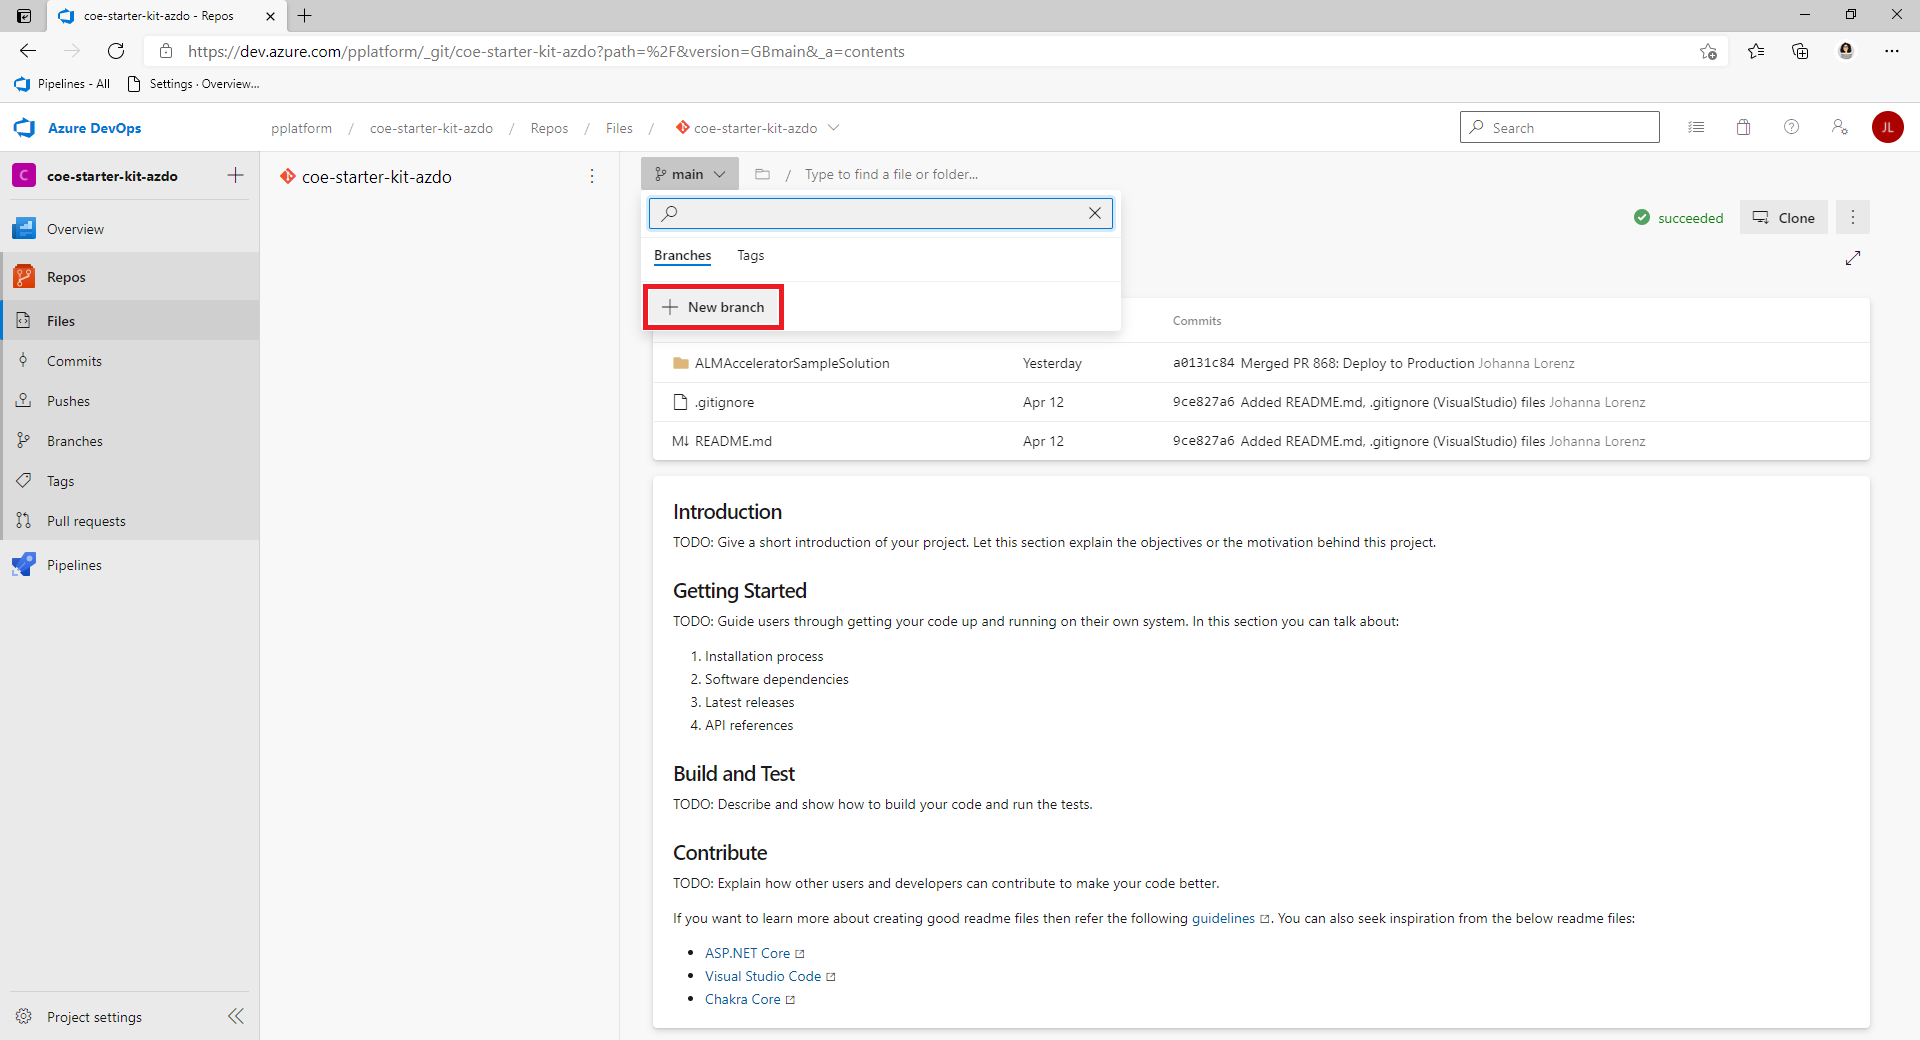 coe-starter-kit-azdo - Repos
https://dev.azure.com/pplatform/_git/coe-starter-kit-azdo?path=%2F&version=GBmain&_a=contents
Pipelines - All Settings · Overview...
Azure DevOps pplatform / coe-starter-kit-azdo / Repos / Files / coe-starter-kit-azdo Search JL
C coe-starter-kit-azdo
Overview
Repos
Files
Commits
Pushes
Branches
Tags
Pull requests
Pipelines
Project settings
coe-starter-kit-azdo
main / Type to find a file or folder...
Branches Tags
New branch
succeeded Clone
Commits
ALMAcceleratorSampleSolution Yesterday a0131c84 Merged PR 868: Deploy to Production Johanna Lorenz
.gitignore Apr 12 9ce827a6 Added README.md, .gitignore (VisualStudio) files Johanna Lorenz
M↓ README.md Apr 12 9ce827a6 Added README.md, .gitignore (VisualStudio) files Johanna Lorenz
Introduction
TODO: Give a short introduction of your project. Let this section explain the objectives or the motivation behind this project.
Getting Started
TODO: Guide users through getting your code up and running on their own system. In this section you can talk about:
1. Installation process
2. Software dependencies
3. Latest releases
4. API references
Build and Test
TODO: Describe and show how to build your code and run the tests.
Contribute
TODO: Explain how other users and developers can contribute to make your code better.
If you want to learn more about creating good readme files then refer the following guidelines. You can also seek inspiration from the below readme files:
• ASP.NET Core
• Visual Studio Code
• Chakra Core